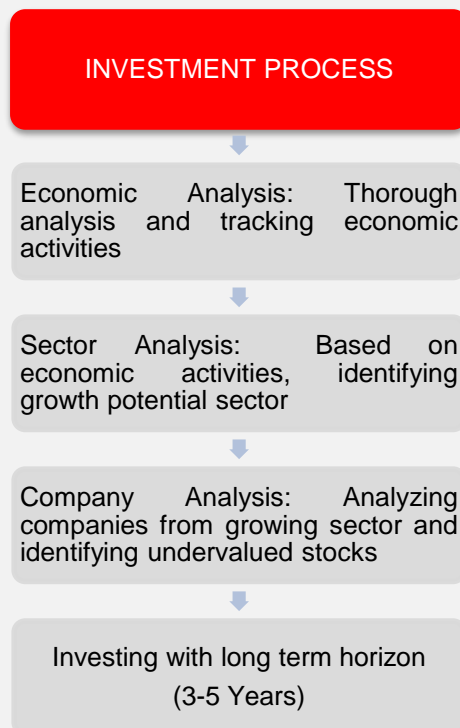 INVESTMENT PROCESS
Economic Analysis: Thorough
analysis and tracking economic
activities
Sector Analysis: Based on
economic activities, identifying
growth potential sector
Company Analysis: Analyzing
companies from growing sector and
identifying undervalued stocks
Investing with long term horizon
(3-5 Years)